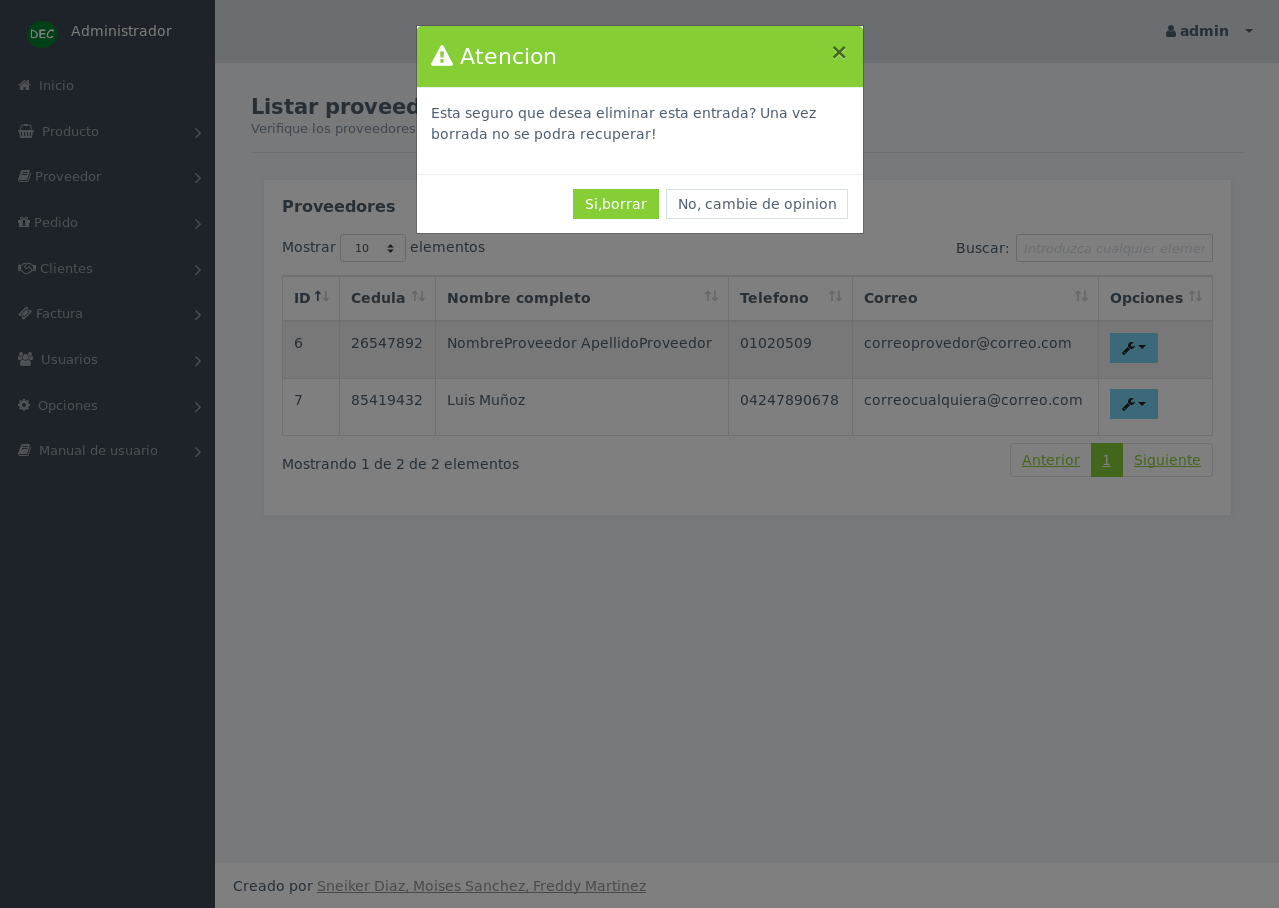 DEC
Administrador
Inicio
Producto
Proveedor
Pedido
Clientes
Factura
Usuarios
Opciones
Manual de usuario
admin
Atencion
×
Esta seguro que desea eliminar esta entrada? Una vez
borrada no se podra recuperar!
Si,borrar
No, cambie de opinion
Listar proveed
Verifique los proveedores
Proveedores
Mostrar 10 elementos
Buscar: Introduzca cualquier elemen
ID Cedula Nombre completo Telefono Correo Opciones
6 26547892 NombreProveedor ApellidoProveedor 01020509 correoprovedor@correo.com
7 85419432 Luis Muñoz 04247890678 correocualquiera@correo.com
Mostrando 1 de 2 de 2 elementos
Anterior 1 Siguiente
Creado por Sneiker Diaz, Moises Sanchez, Freddy Martinez